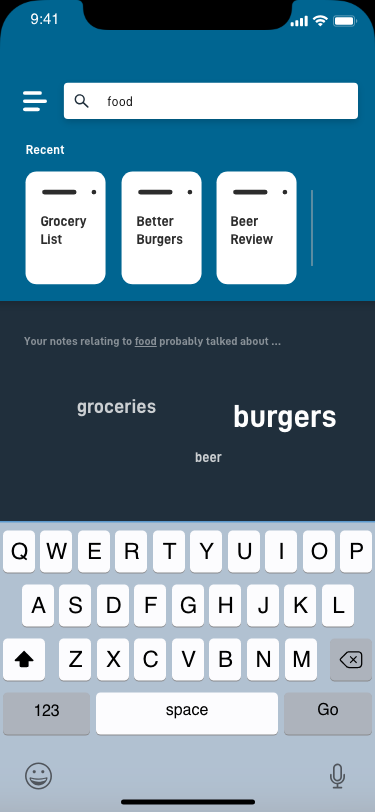 9:41
food
Recent
Grocery
List
Better
Burgers
Beer
Review
Your notes relating to food probably talked about ...
groceries
burgers
beer
Q W E R T Y U I O P
A S D F G H J K L
Z X C V B N M
123 space Go